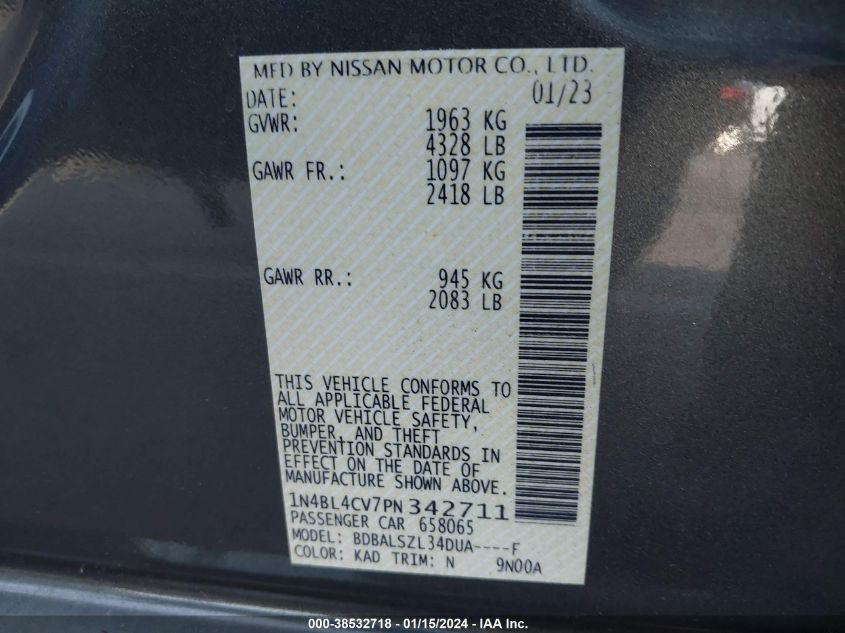 MFD BY NISSAN MOTOR CO., LTD.
DATE: 01/23
GVWR: 1963 KG
4328 LB
GAWR FR.: 1097 KG
2418 LB
GAWR RR.: 945 KG
2083 LB
THIS VEHICLE CONFORMS TO
ALL APPLICABLE FEDERAL
MOTOR VEHICLE SAFETY,
BUMPER, AND THEFT
PREVENTION STANDARDS IN
EFFECT ON THE DATE OF
MANUFACTURE SHOWN ABOVE.
1N4BL4CV7PN342711
PASSENGER CAR 658065
MODEL: BDBALSZL34DUA----F
COLOR: KAD TRIM: N 9N00A
000-38532718 - 01/15/2024 - IAA Inc.